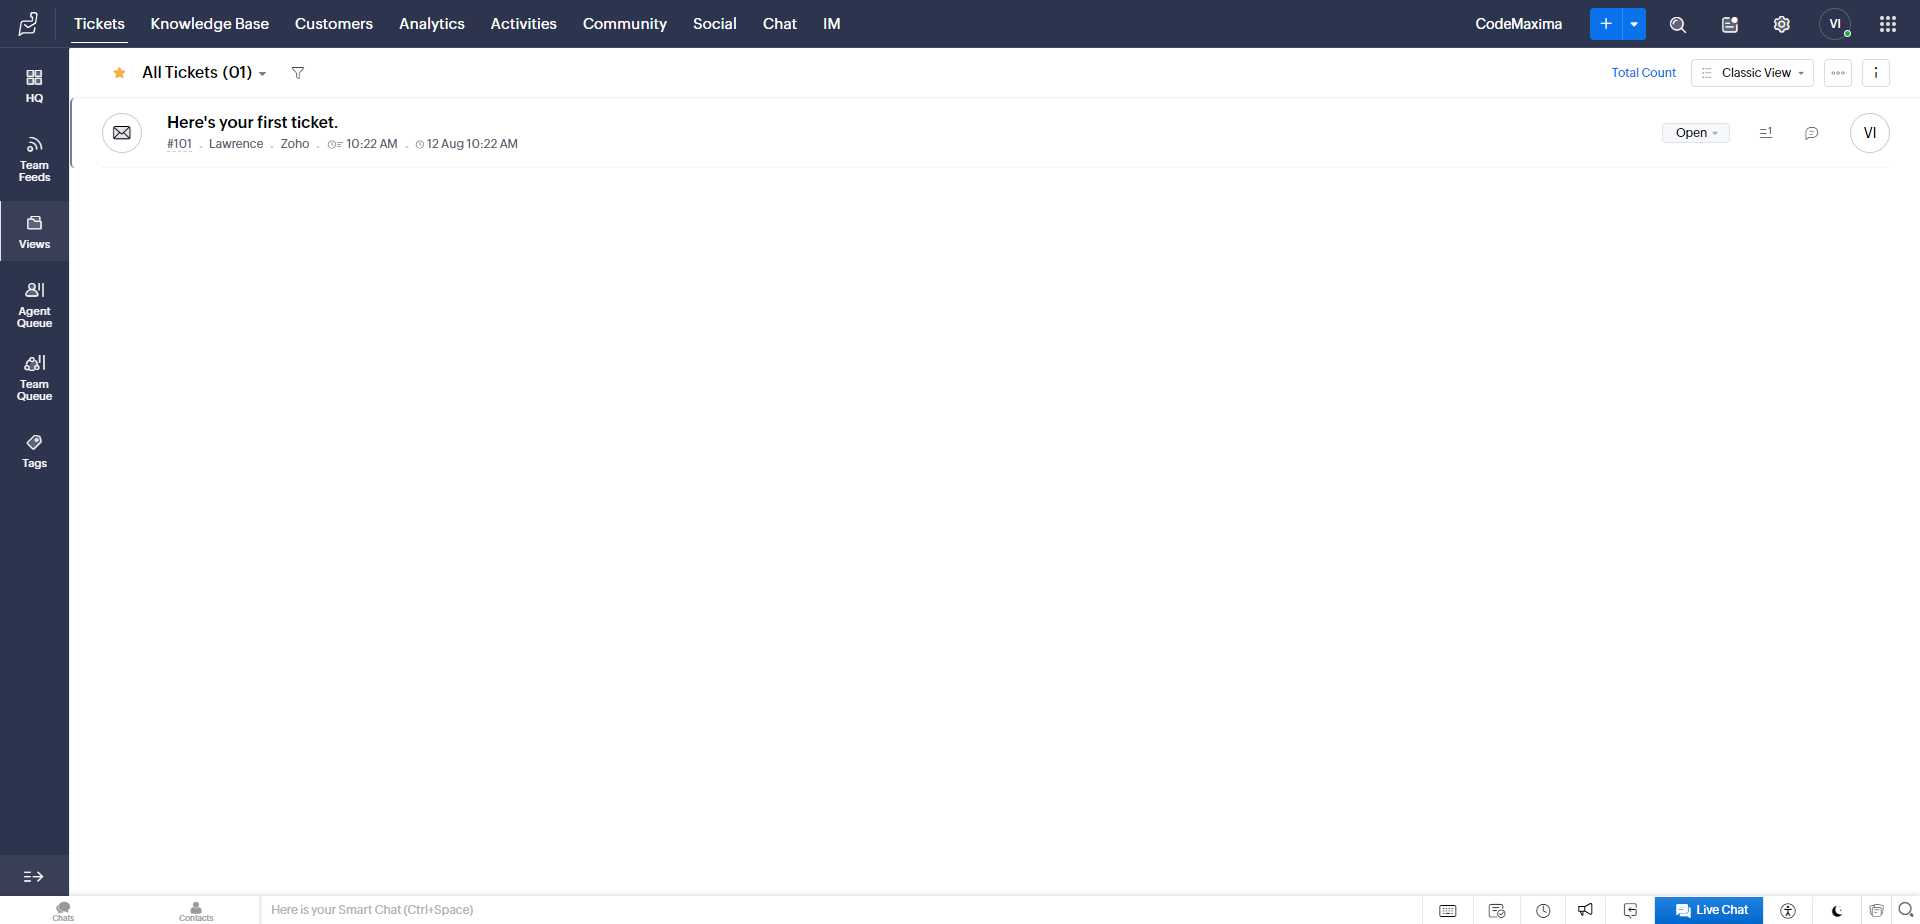 Tickets Knowledge Base Customers Analytics Activities Community Social Chat IM CodeMaxima VI
HQ
Team
Feeds
Views
Agent
Queue
Team
Queue
Tags
All Tickets (01)
Total Count
Classic View
Here's your first ticket.
#101 . Lawrence . Zoho . 10:22 AM . 12 Aug 10:22 AM
Open
VI
Chats
Contacts
Here is your Smart Chat (Ctrl+Space)
Live Chat